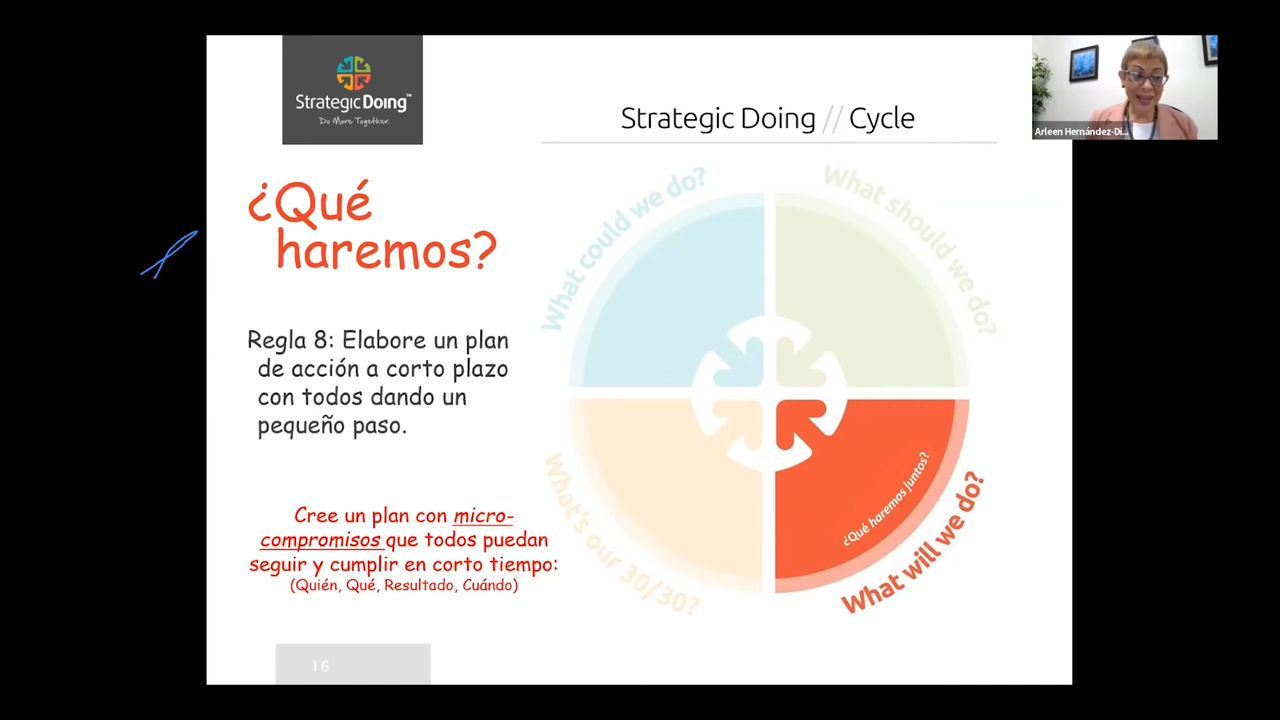 Strategic Doing™
Do More Together.
Strategic Doing // Cycle
Arleen Hernández-Di...
¿Qué
haremos?
Regla 8: Elabore un plan
de acción a corto plazo
con todos dando un
pequeño paso.
Cree un plan con micro-
compromisos que todos puedan
seguir y cumplir en corto tiempo:
(Quién, Qué, Resultado, Cuándo)
What could we do?
What should we do?
What's our 30/30?
¿Qué haremos juntos?
What will we do?
16